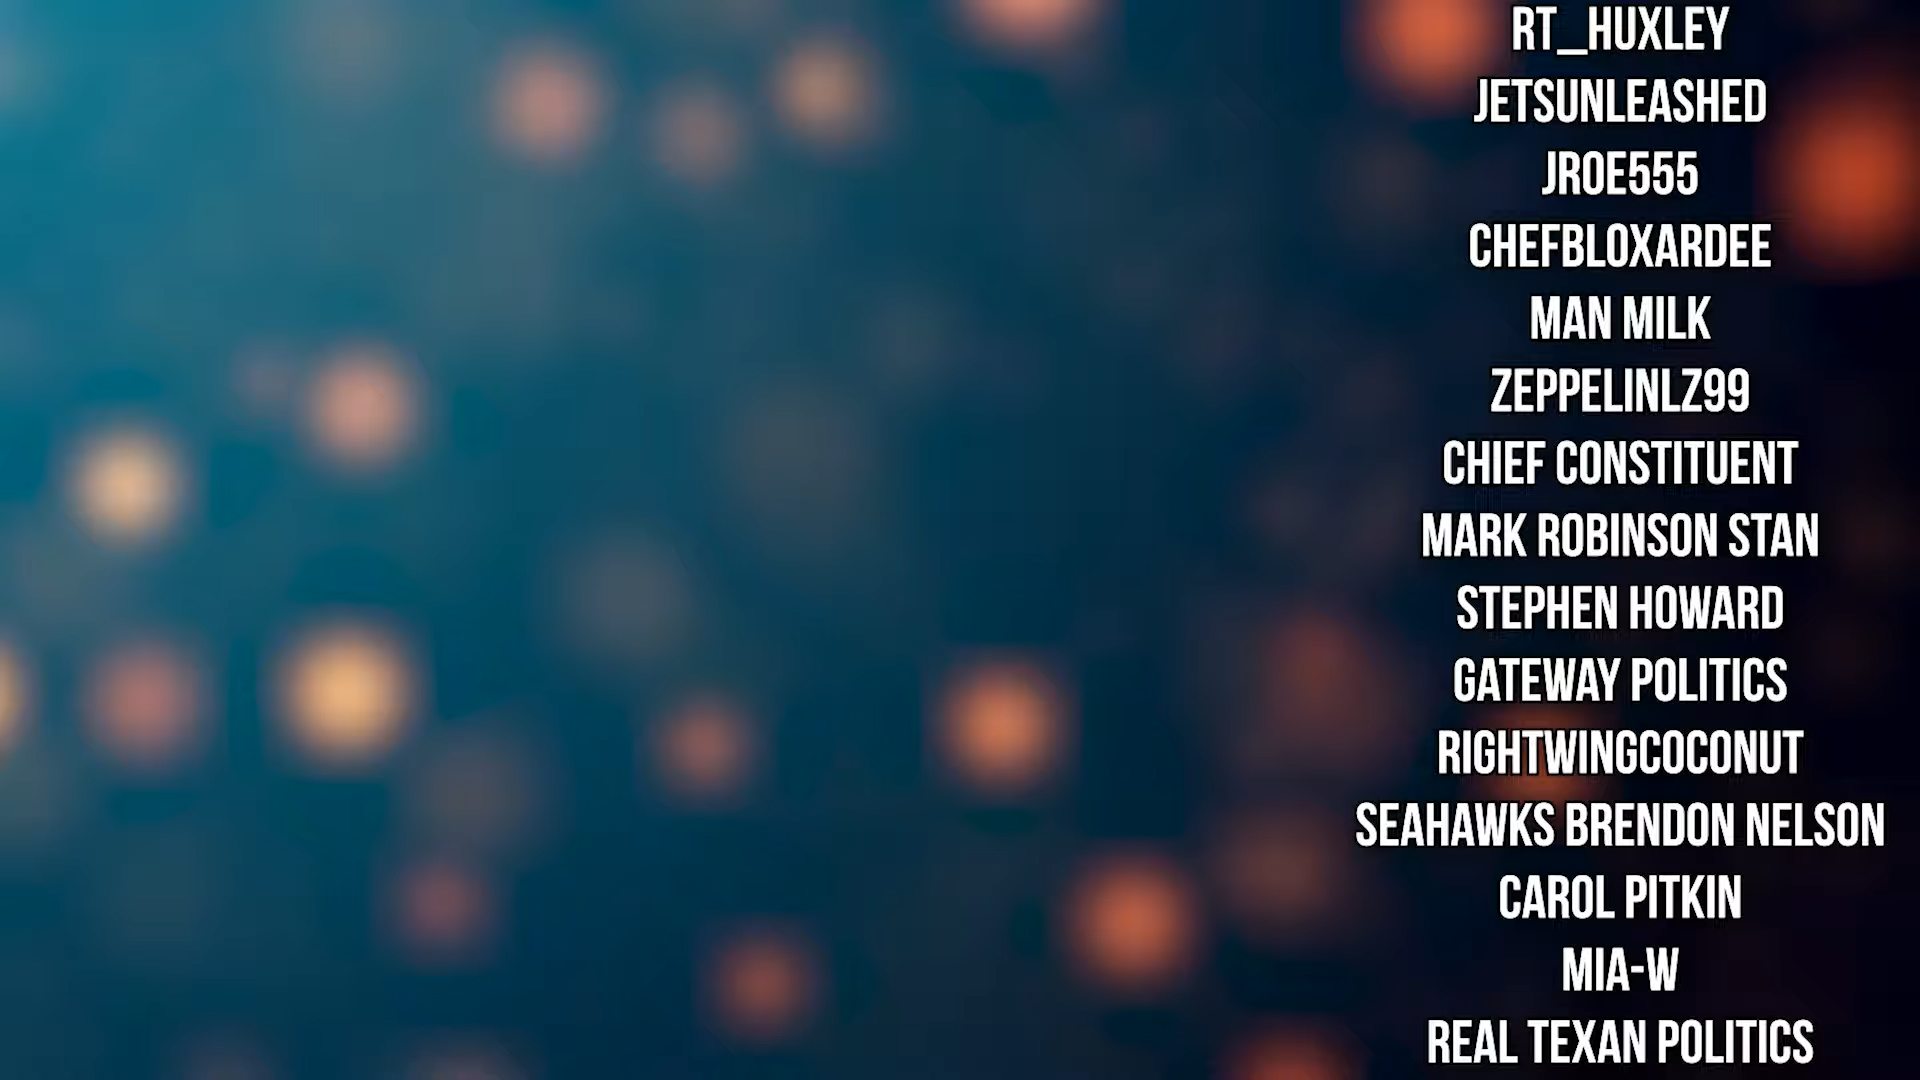 RT_HUXLEY
JETSUNLEASHED
JROE555
CHEFBLOXARDEE
MAN MILK
ZEPPELINLZ99
CHIEF CONSTITUENT
MARK ROBINSON STAN
STEPHEN HOWARD
GATEWAY POLITICS
RIGHTWINGCOCONUT
SEAHAWKS BRENDON NELSON
CAROL PITKIN
MIA-W
REAL TEXAN POLITICS